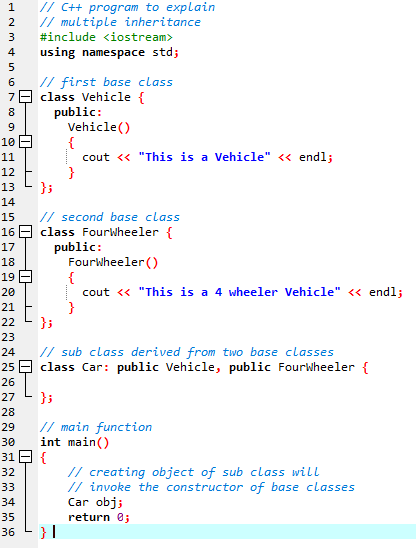 1 // C++ program to explain
2 // multiple inheritance
3 #include <iostream>
4 using namespace std;
5
6 // first base class
7 class Vehicle {
8   public:
9     Vehicle()
10     {
11       cout << "This is a Vehicle" << endl;
12     }
13 };
14
15 // second base class
16 class FourWheeler {
17   public:
18     FourWheeler()
19     {
20       cout << "This is a 4 wheeler Vehicle" << endl;
21     }
22 };
23
24 // sub class derived from two base classes
25 class Car: public Vehicle, public FourWheeler {
26
27 };
28
29 // main function
30 int main()
31 {
32     // creating object of sub class will
33     // invoke the constructor of base classes
34     Car obj;
35     return 0;
36 }